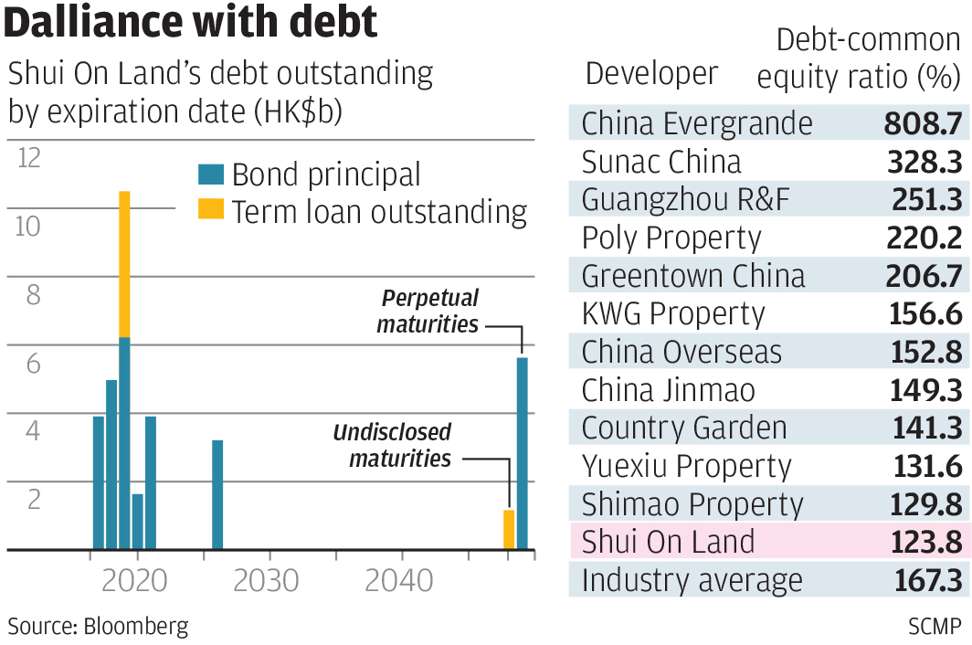 Dalliance with debt
Shui On Land's debt outstanding
by expiration date (HK$b)
12
10
8
6
4
2
Bond principal
Term loan outstanding
Perpetual
maturities
Undisclosed
maturities
2020 2030 2040
Developer Debt-common
equity ratio (%)
China Evergrande 808.7
Sunac China 328.3
Guangzhou R&F 251.3
Poly Property 220.2
Greentown China 206.7
KWG Property 156.6
China Overseas 152.8
China Jinmao 149.3
Country Garden 141.3
Yuexiu Property 131.6
Shimao Property 129.8
Shui On Land 123.8
Industry average 167.3
Source: Bloomberg
SCMP